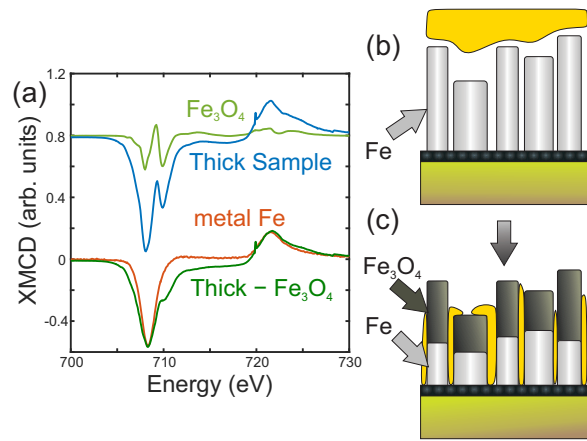 (a)
XMCD (arb. units)
1.2
0.8
0.4
0
-0.4
700
710
720
730
Energy (eV)
Fe₃O₄
Thick Sample
metal Fe
Thick − Fe₃O₄
(b)
Fe
(c)
Fe₃O₄
Fe